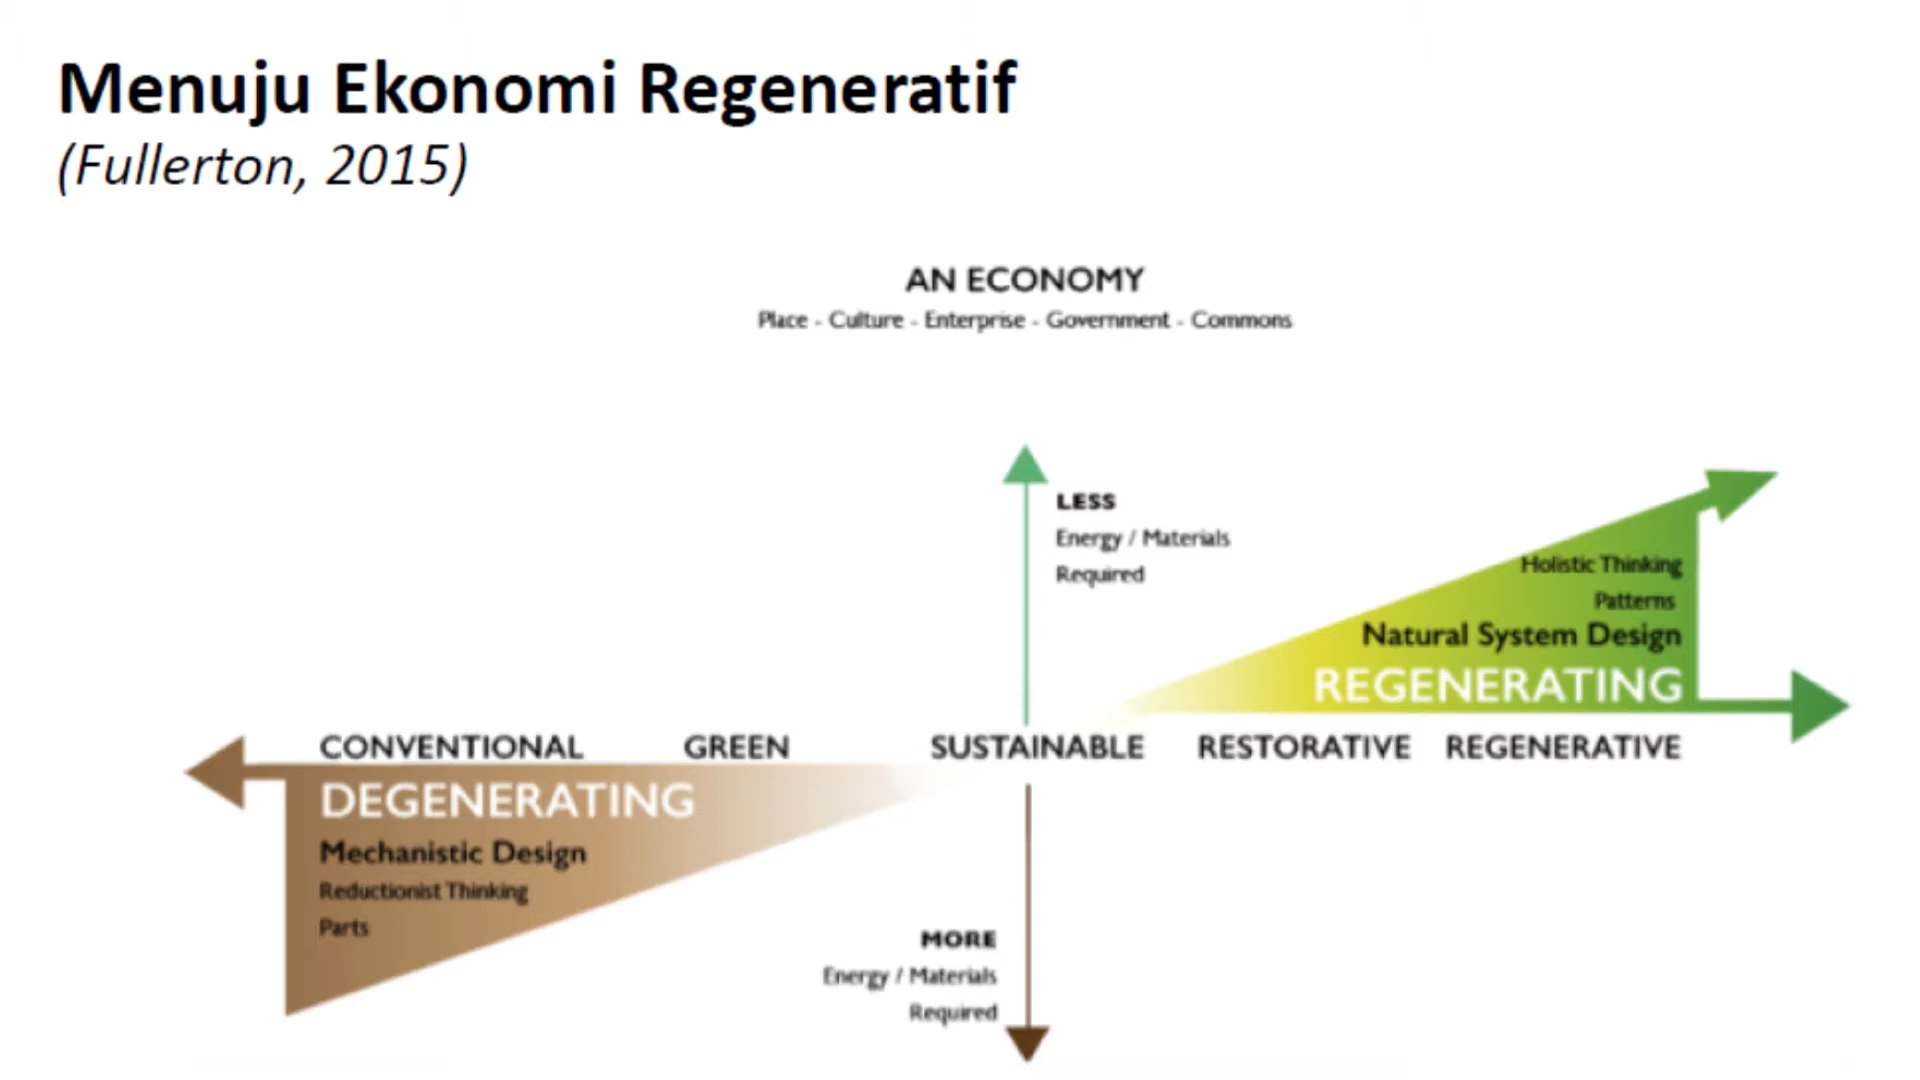 Menuju Ekonomi Regeneratif
(Fullerton, 2015)
AN ECONOMY
Place - Culture - Enterprise - Government - Commons
LESS
Energy / Materials
Required
Holistic Thinking
Patterns
Natural System Design
REGENERATING
CONVENTIONAL GREEN SUSTAINABLE RESTORATIVE REGENERATIVE
DEGENERATING
Mechanistic Design
Reductionist Thinking
Parts
MORE
Energy / Materials
Required